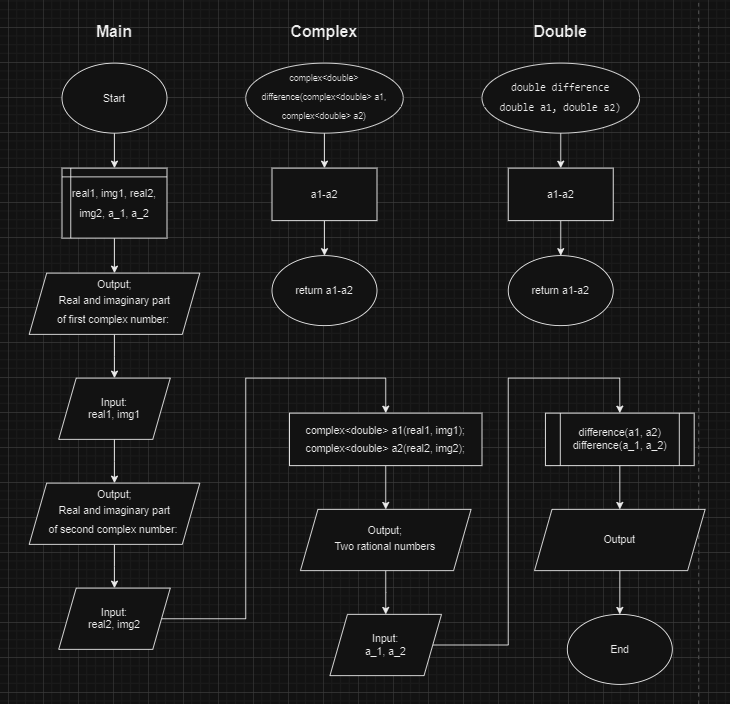 Main
Start
real1, img1, real2,
img2, a_1, a_2
Output;
Real and imaginary part
of first complex number:
Input:
real1, img1
Output;
Real and imaginary part
of second complex number:
Input:
real2, img2
Complex
complex<double>
difference(complex<double> a1,
complex<double> a2)
a1-a2
return a1-a2
complex<double> a1(real1, img1);
complex<double> a2(real2, img2);
Output;
Two rational numbers
Input:
a_1, a_2
Double
double difference
double a1, double a2)
a1-a2
return a1-a2
difference(a1, a2)
difference(a_1, a_2)
Output
End